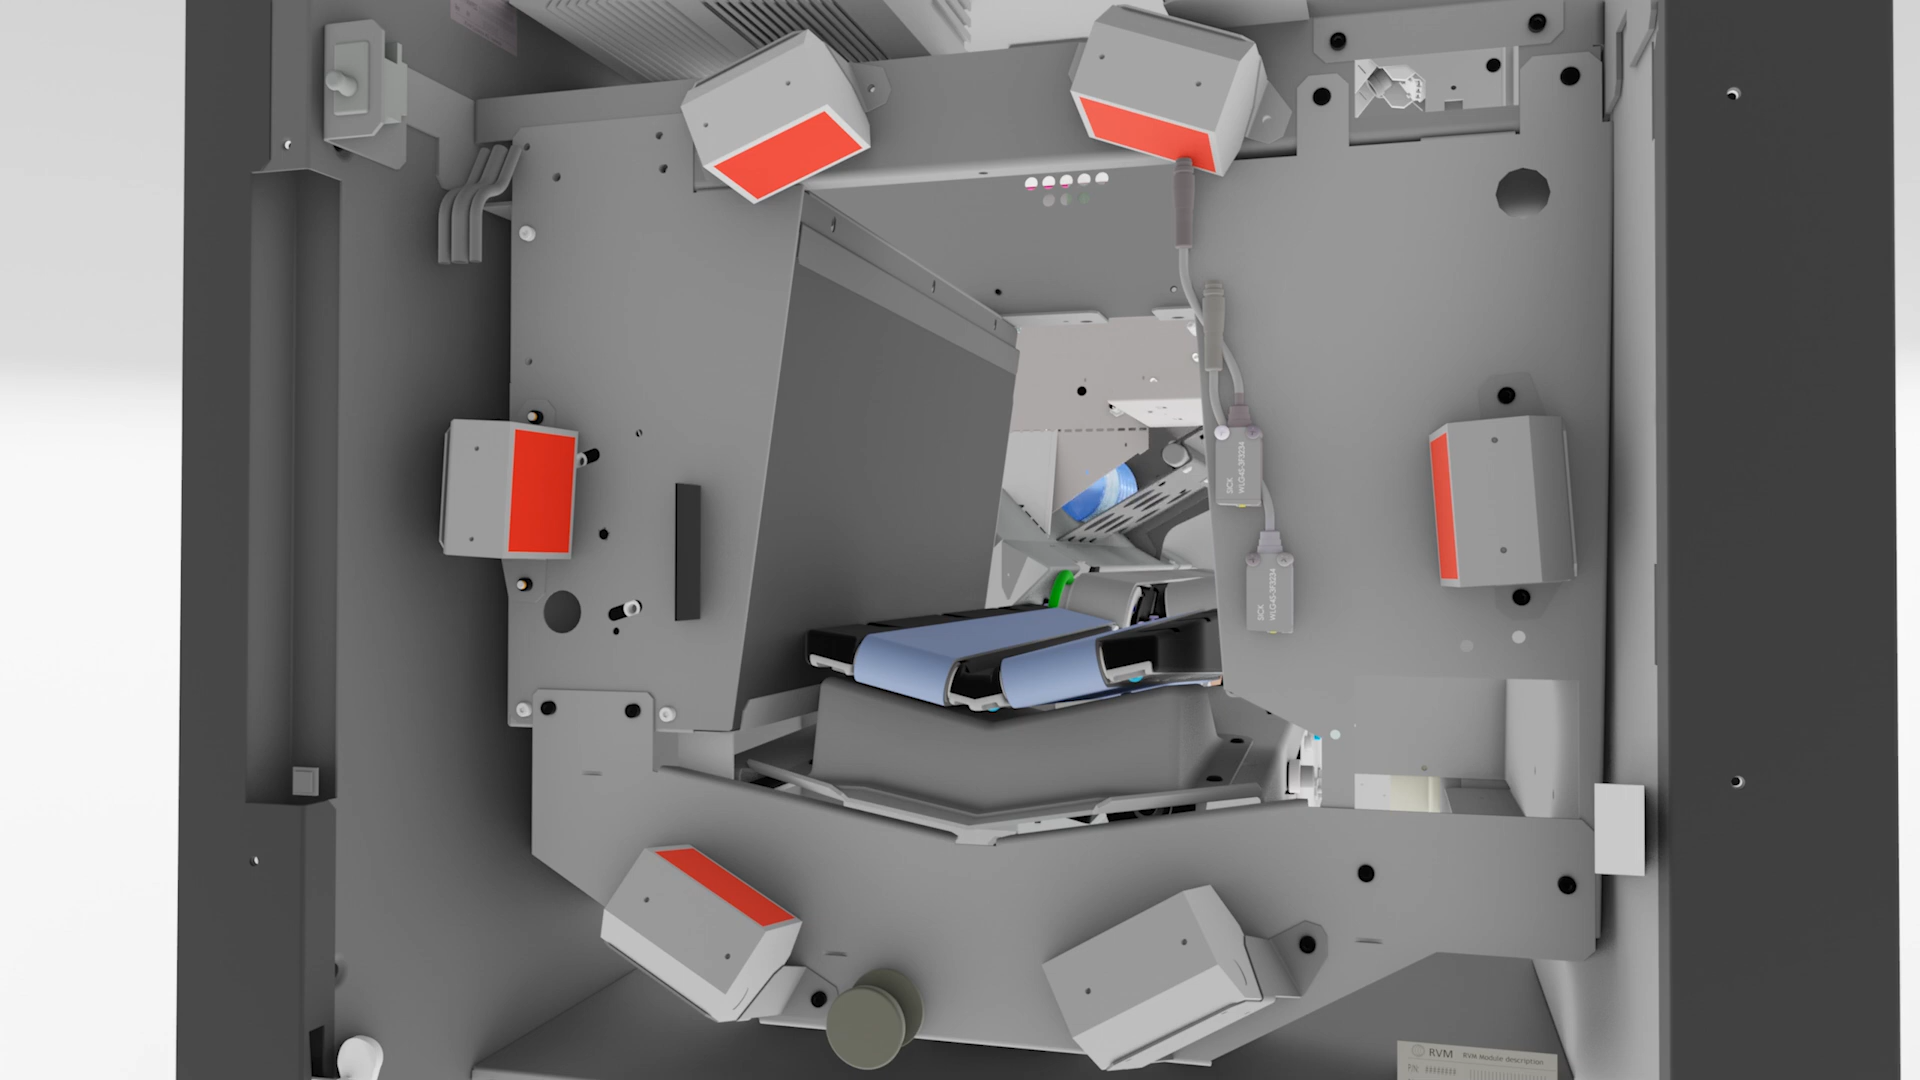 SICK
WLG4S-3F3234
SICK
WLG4S-3F3234
RVM RVM Module description
P/N ########